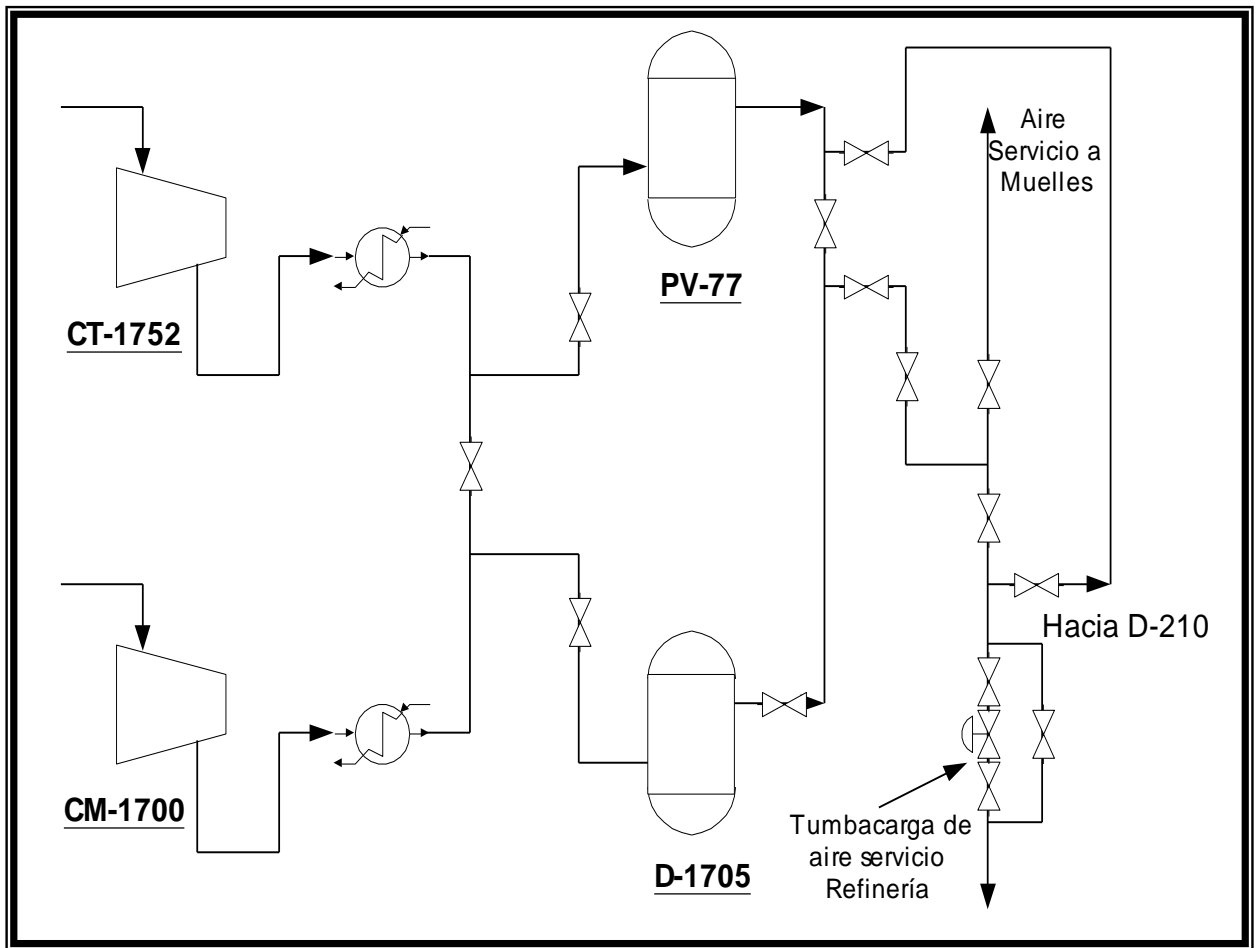 Aire
Servicio a
Muelles
PV-77
CT-1752
Hacia D-210
CM-1700
Tumbacarga de
aire servicio
Refinería
D-1705